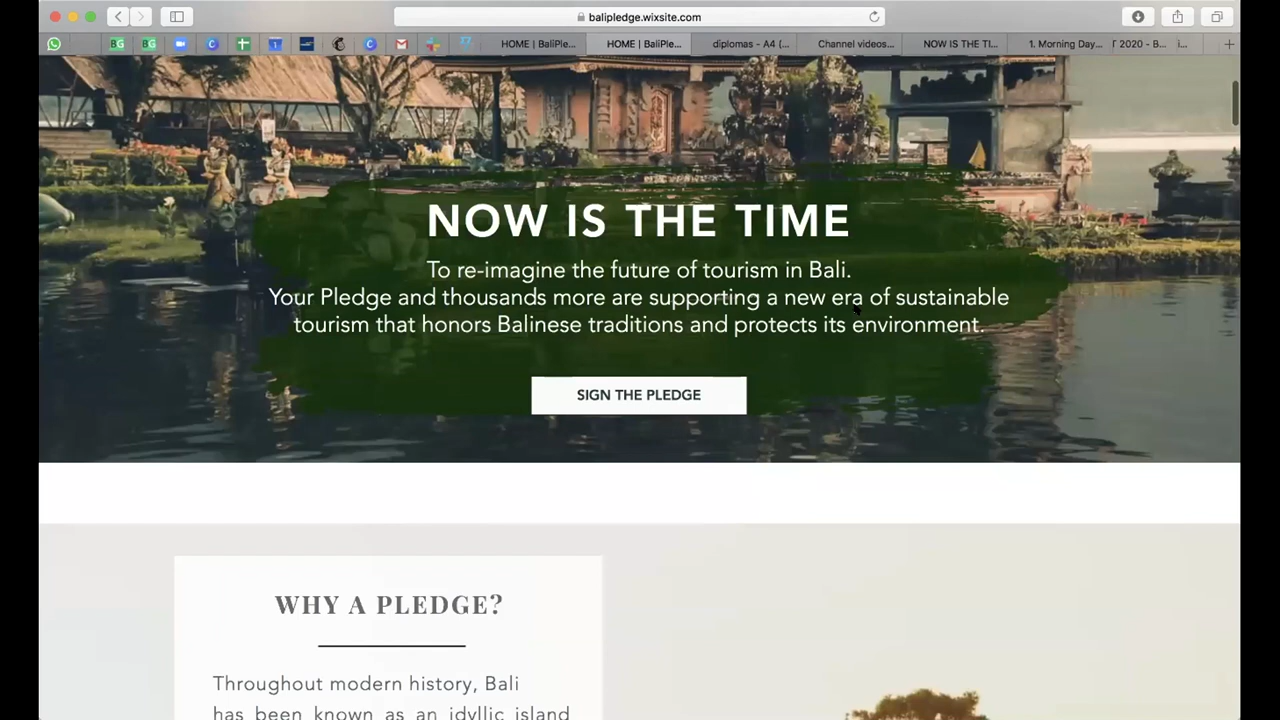 balipledge.wixsite.com
HOME | BaliPle...
HOME | BaliPle...
diplomas - A4 (...
Channel videos...
NOW IS THE TI...
1. Morning Day...
T 2020 - B...
i...
NOW IS THE TIME
To re-imagine the future of tourism in Bali.
Your Pledge and thousands more are supporting a new era of sustainable
tourism that honors Balinese traditions and protects its environment.
SIGN THE PLEDGE
WHY A PLEDGE?
Throughout modern history, Bali
has been known as an idyllic island